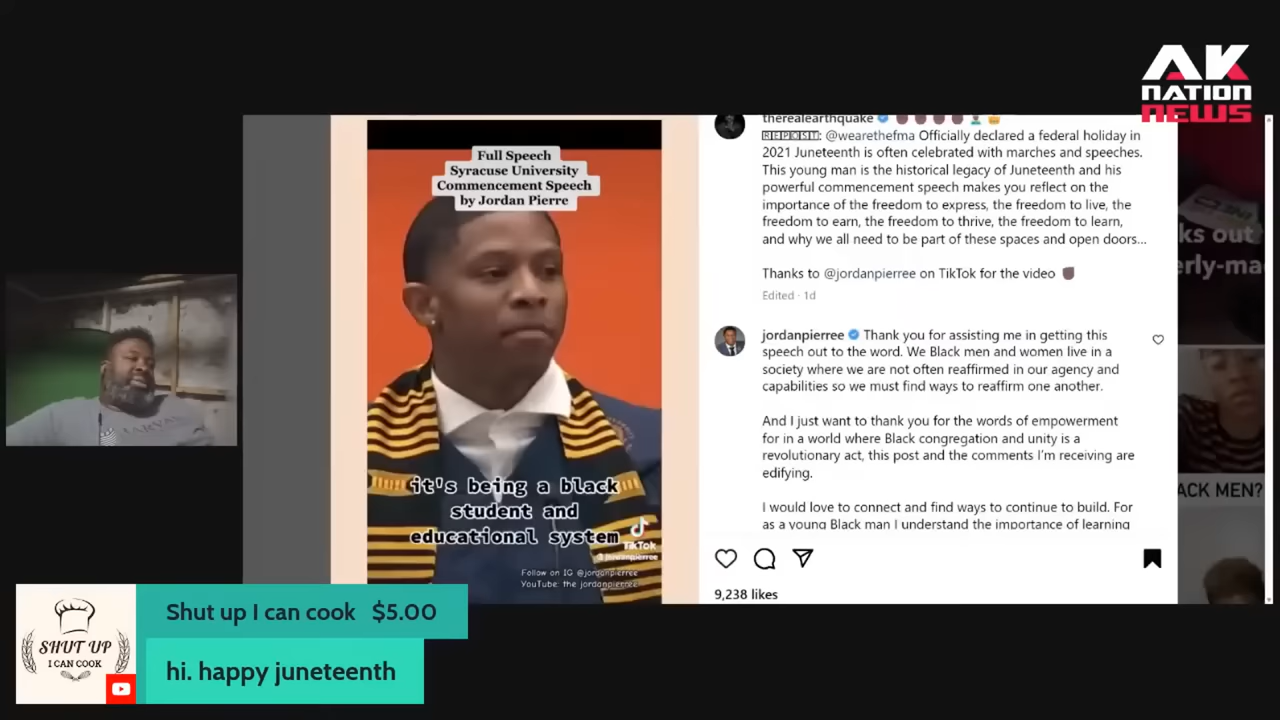 AK
NATION
NEWS
Full Speech
Syracuse University
Commencement Speech
by Jordan Pierre
it's being a black
student and
educational system
TikTok
Follow on IG @jordanpierree
YouTube: the jordanpierree
therealearthquake
REPOST: @wearethefma Officially declared a federal holiday in
2021 Juneteenth is often celebrated with marches and speeches.
This young man is the historical legacy of Juneteenth and his
powerful commencement speech makes you reflect on the
importance of the freedom to express, the freedom to live, the
freedom to earn, the freedom to thrive, the freedom to learn,
and why we all need to be part of these spaces and open doors...
Thanks to @jordanpierree on TikTok for the video
Edited · 1d
jordanpierree Thank you for assisting me in getting this
speech out to the word. We Black men and women live in a
society where we are not often reaffirmed in our agency and
capabilities so we must find ways to reaffirm one another.
And I just want to thank you for the words of empowerment
for in a world where Black congregation and unity is a
revolutionary act, this post and the comments I'm receiving are
edifying.
I would love to connect and find ways to continue to build. For
as a young Black man I understand the importance of learning
9,238 likes
ks out
erly-ma
ACK MEN?
SHUT UP
I CAN COOK
Shut up I can cook $5.00
hi. happy juneteenth